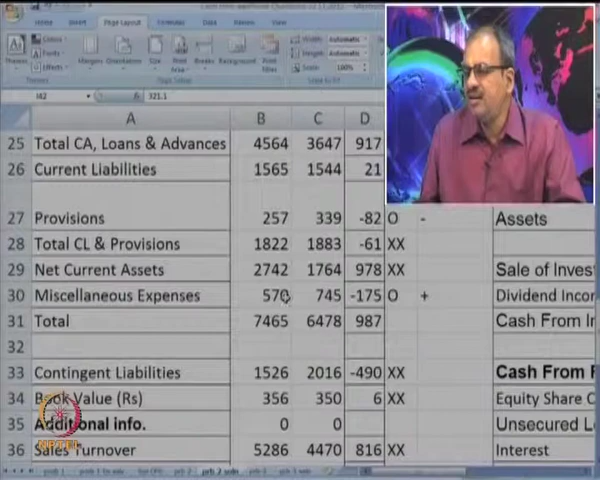 Home Insert Page Layout Formulas Data Review View
Colors
Fonts
Effects
Themes Margins Orientation Size Print Area Breaks Background Print Titles
Width: Automatic
Height: Automatic
Scale: 100%
I42 321.1
A B C D
25 Total CA, Loans & Advances 4564 3647 917
26 Current Liabilities 1565 1544 21
27 Provisions 257 339 -82 O - Assets
28 Total CL & Provisions 1822 1883 -61 XX
29 Net Current Assets 2742 1764 978 XX Sale of Invest
30 Miscellaneous Expenses 570 745 -175 O + Dividend Incor
31 Total 7465 6478 987 Cash From In
32
33 Contingent Liabilities 1526 2016 -490 XX Cash From F
34 Book Value (Rs) 356 350 6 XX Equity Share C
35 Additional info. 0 0 Unsecured Lo
36 Sales Turnover 5286 4470 816 XX Interest
NPTEL